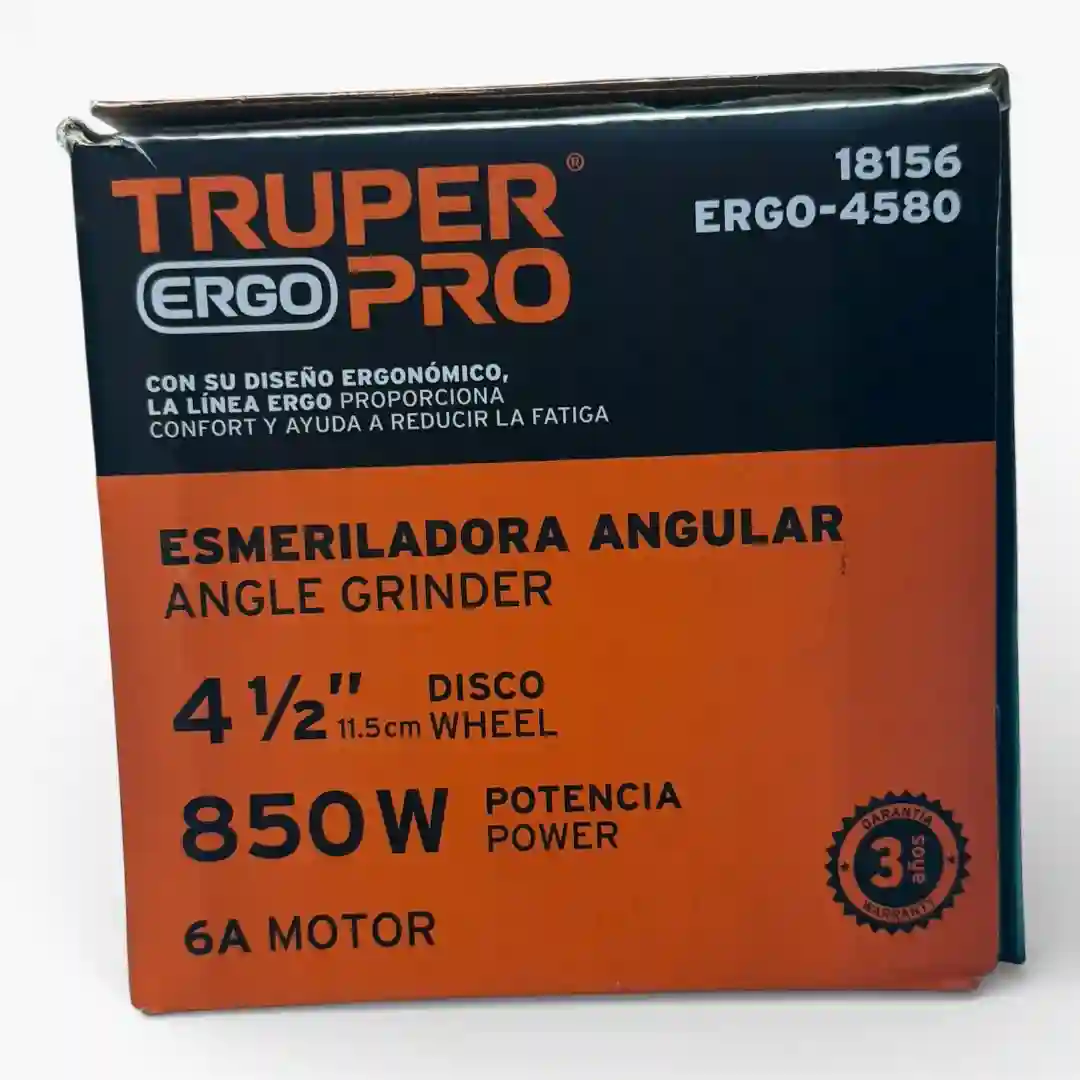 TRUPER®
ERGO PRO
18156
ERGO-4580
CON SU DISEÑO ERGONÓMICO,
LA LÍNEA ERGO PROPORCIONA
CONFORT Y AYUDA A REDUCIR LA FATIGA
ESMERILADORA ANGULAR
ANGLE GRINDER
4 ½" 11.5cm
DISCO
WHEEL
850W
POTENCIA
POWER
6A MOTOR
GARANTIA
3 años
WARRANTY